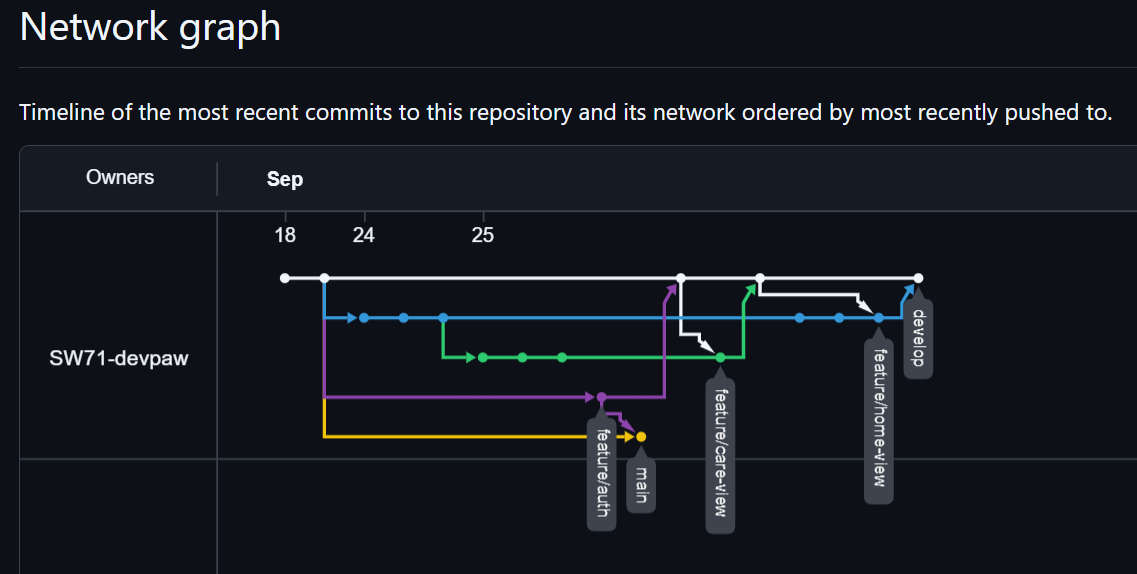 Network graph
Timeline of the most recent commits to this repository and its network ordered by most recently pushed to.
Owners
Sep
18
24
25
SW71-devpaw
develop
feature/home-view
feature/care-view
feature/auth
main